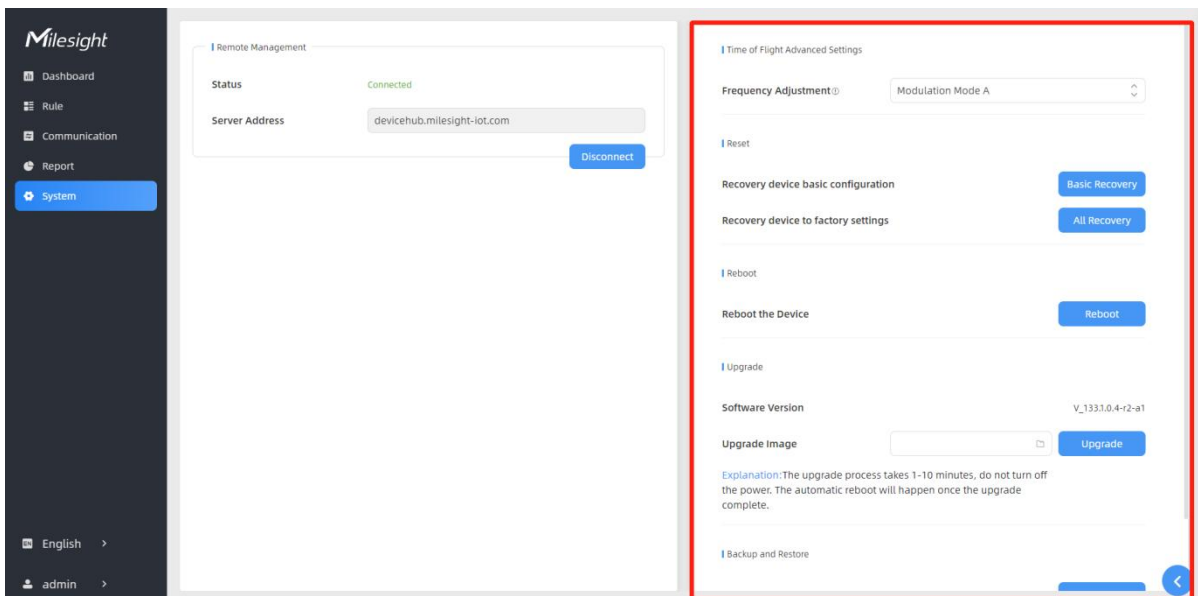 Milesight
Dashboard
Rule
Communication
Report
System
English
admin
Remote Management
Status
Connected
Server Address
devicehub.milesight-iot.com
Disconnect
Time of Flight Advanced Settings
Frequency Adjustment
Modulation Mode A
Reset
Recovery device basic configuration
Basic Recovery
Recovery device to factory settings
All Recovery
Reboot
Reboot the Device
Reboot
Upgrade
Software Version
V_133.1.0.4-r2-a1
Upgrade Image
Upgrade
Explanation:The upgrade process takes 1-10 minutes, do not turn off
the power. The automatic reboot will happen once the upgrade
complete.
Backup and Restore